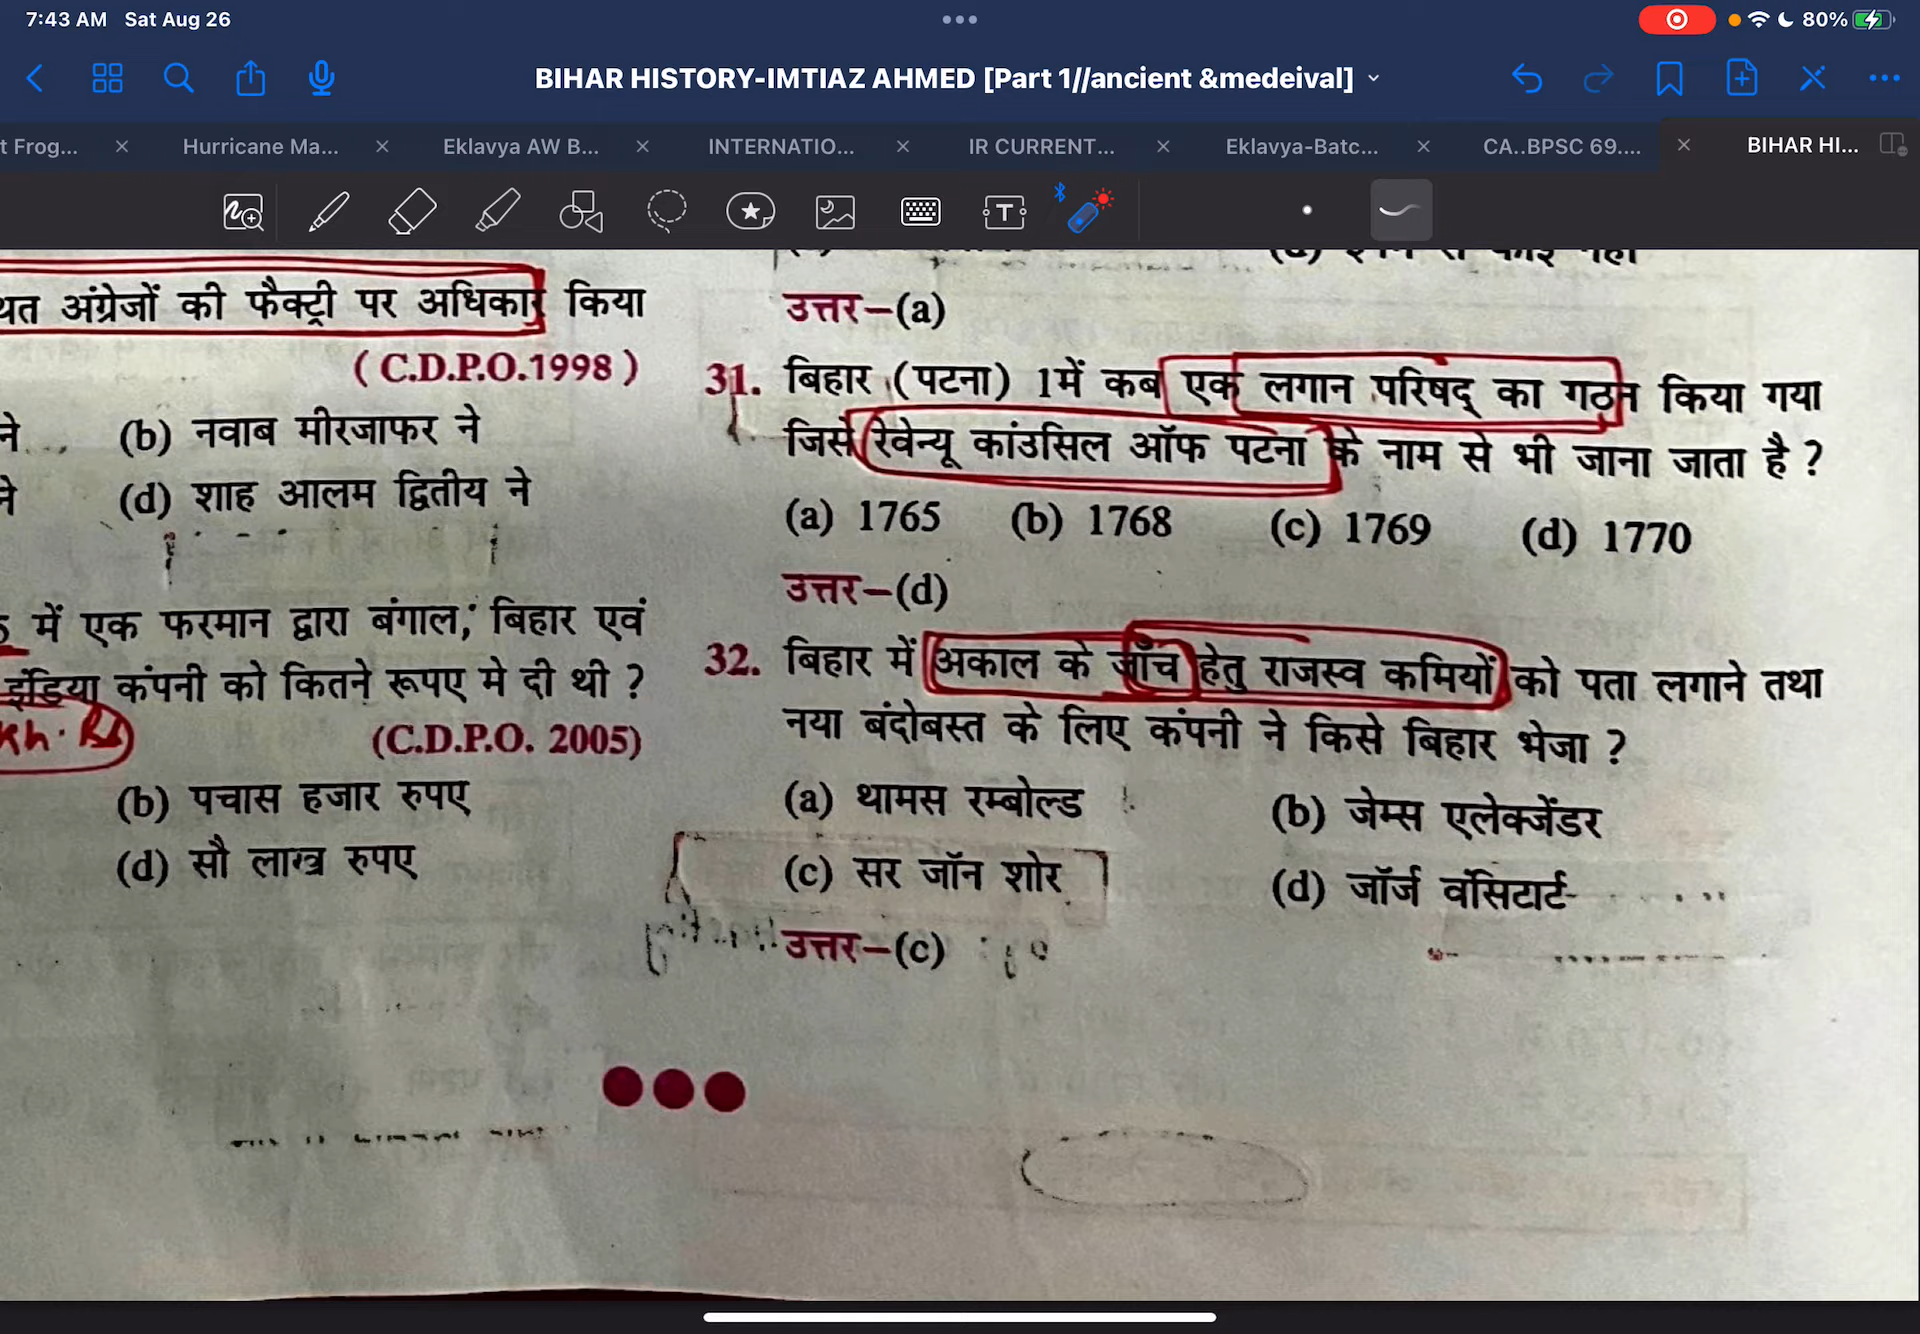 7:43 AM Sat Aug 26
80%
BIHAR HISTORY-IMTIAZ AHMED [Part 1//ancient &medeival]
t Frog... Hurricane Ma... Eklavya AW B... INTERNATIO... IR CURRENT... Eklavya-Batc... CA..BPSC 69.... BIHAR HI...
अंग्रेजों की फैक्ट्री पर अधिकार किया
( C.D.P.O.1998 )
ने (b) नवाब मीरजाफर ने
ने (d) शाह आलम द्वितीय ने
में एक फरमान द्वारा बंगाल, बिहार एवं
इंडिया कंपनी को कितने रूपए मे दी थी ?
(C.D.P.O. 2005)
(b) पचास हजार रुपए
(d) सौ लाख रुपए
उत्तर–(a)
31. बिहार (पटना) 1में कब एक लगान परिषद् का गठन किया गया
जिसे रेवेन्यू कांउसिल ऑफ पटना के नाम से भी जाना जाता है ?
(a) 1765 (b) 1768 (c) 1769 (d) 1770
उत्तर–(d)
32. बिहार में अकाल के जाँच हेतु राजस्व कमियों को पता लगाने तथा
नया बंदोबस्त के लिए कंपनी ने किसे बिहार भेजा ?
(a) थामस रम्बोल्ड (b) जेम्स एलेक्जेंडर
(c) सर जॉन शोर (d) जॉर्ज वंसिटार्ट
उत्तर–(c)